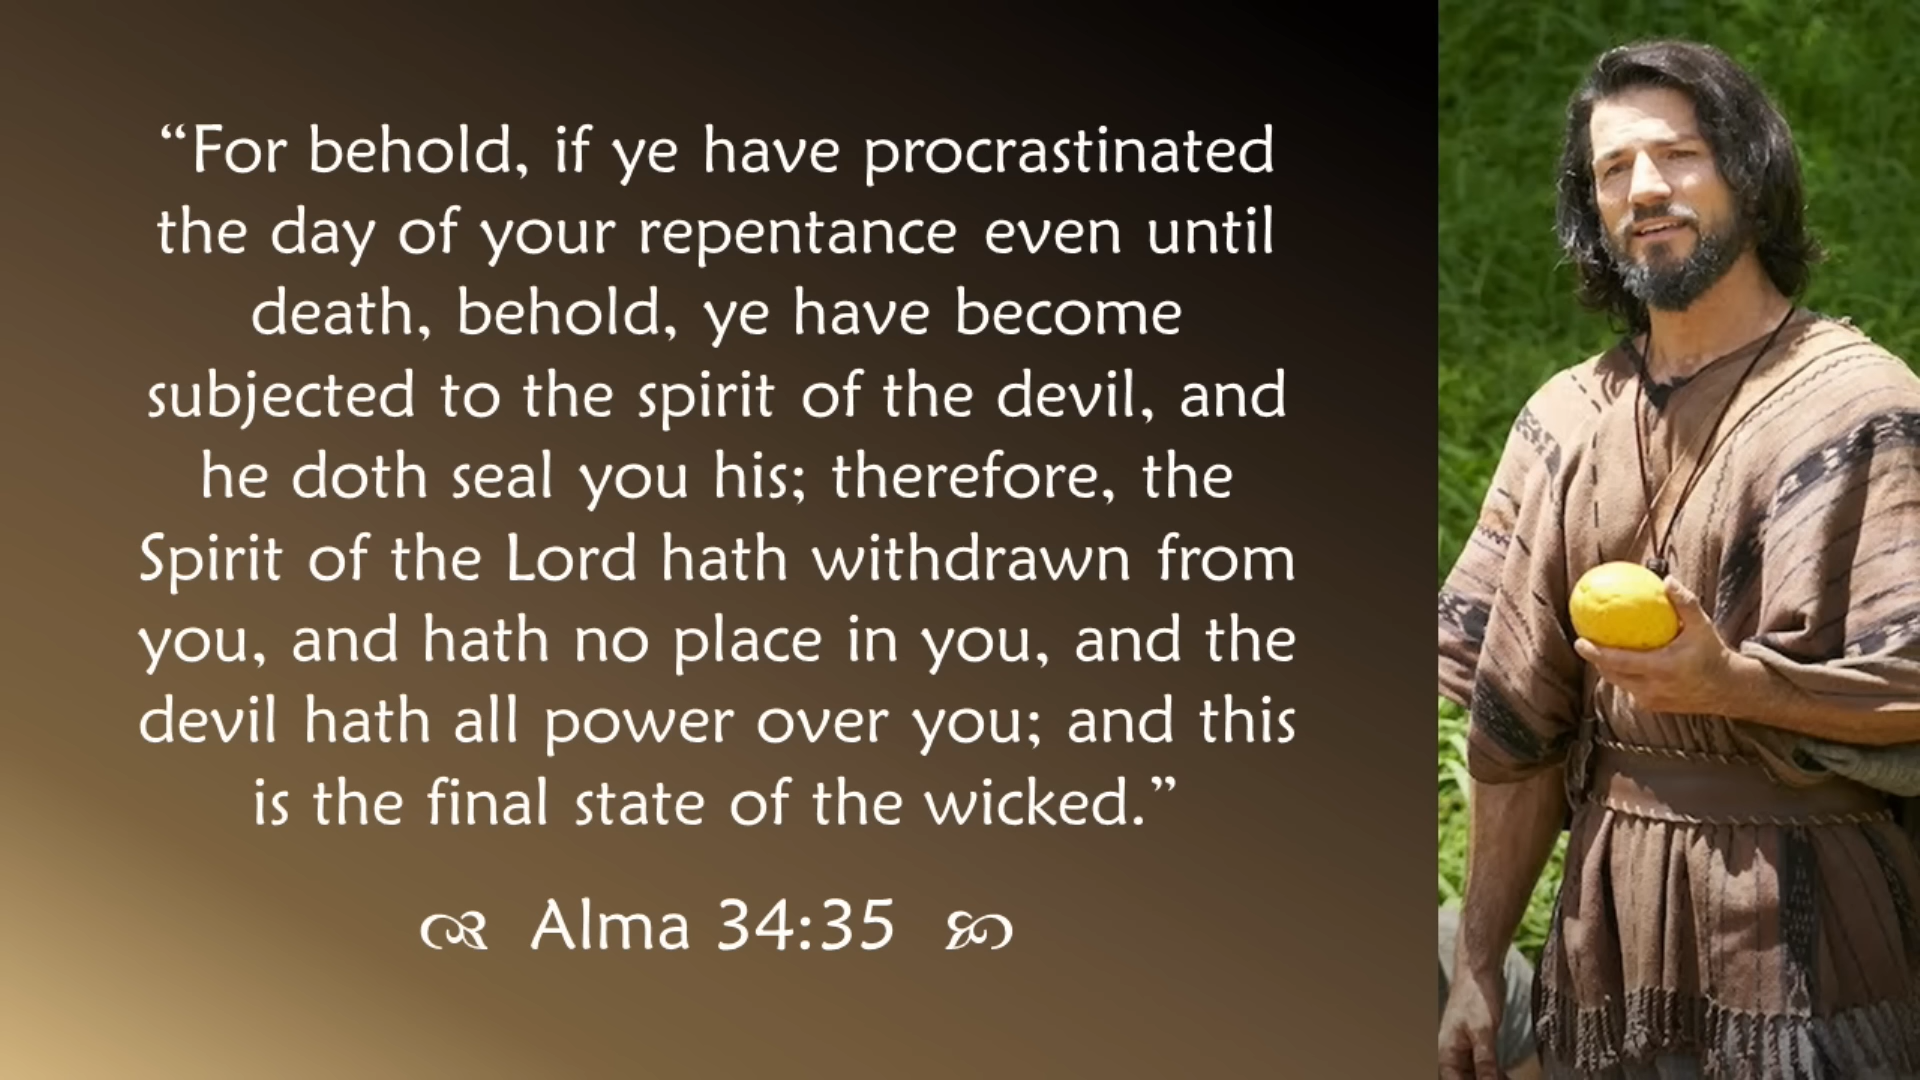 “For behold, if ye have procrastinated
the day of your repentance even until
death, behold, ye have become
subjected to the spirit of the devil, and
he doth seal you his; therefore, the
Spirit of the Lord hath withdrawn from
you, and hath no place in you, and the
devil hath all power over you; and this
is the final state of the wicked.”
Alma 34:35